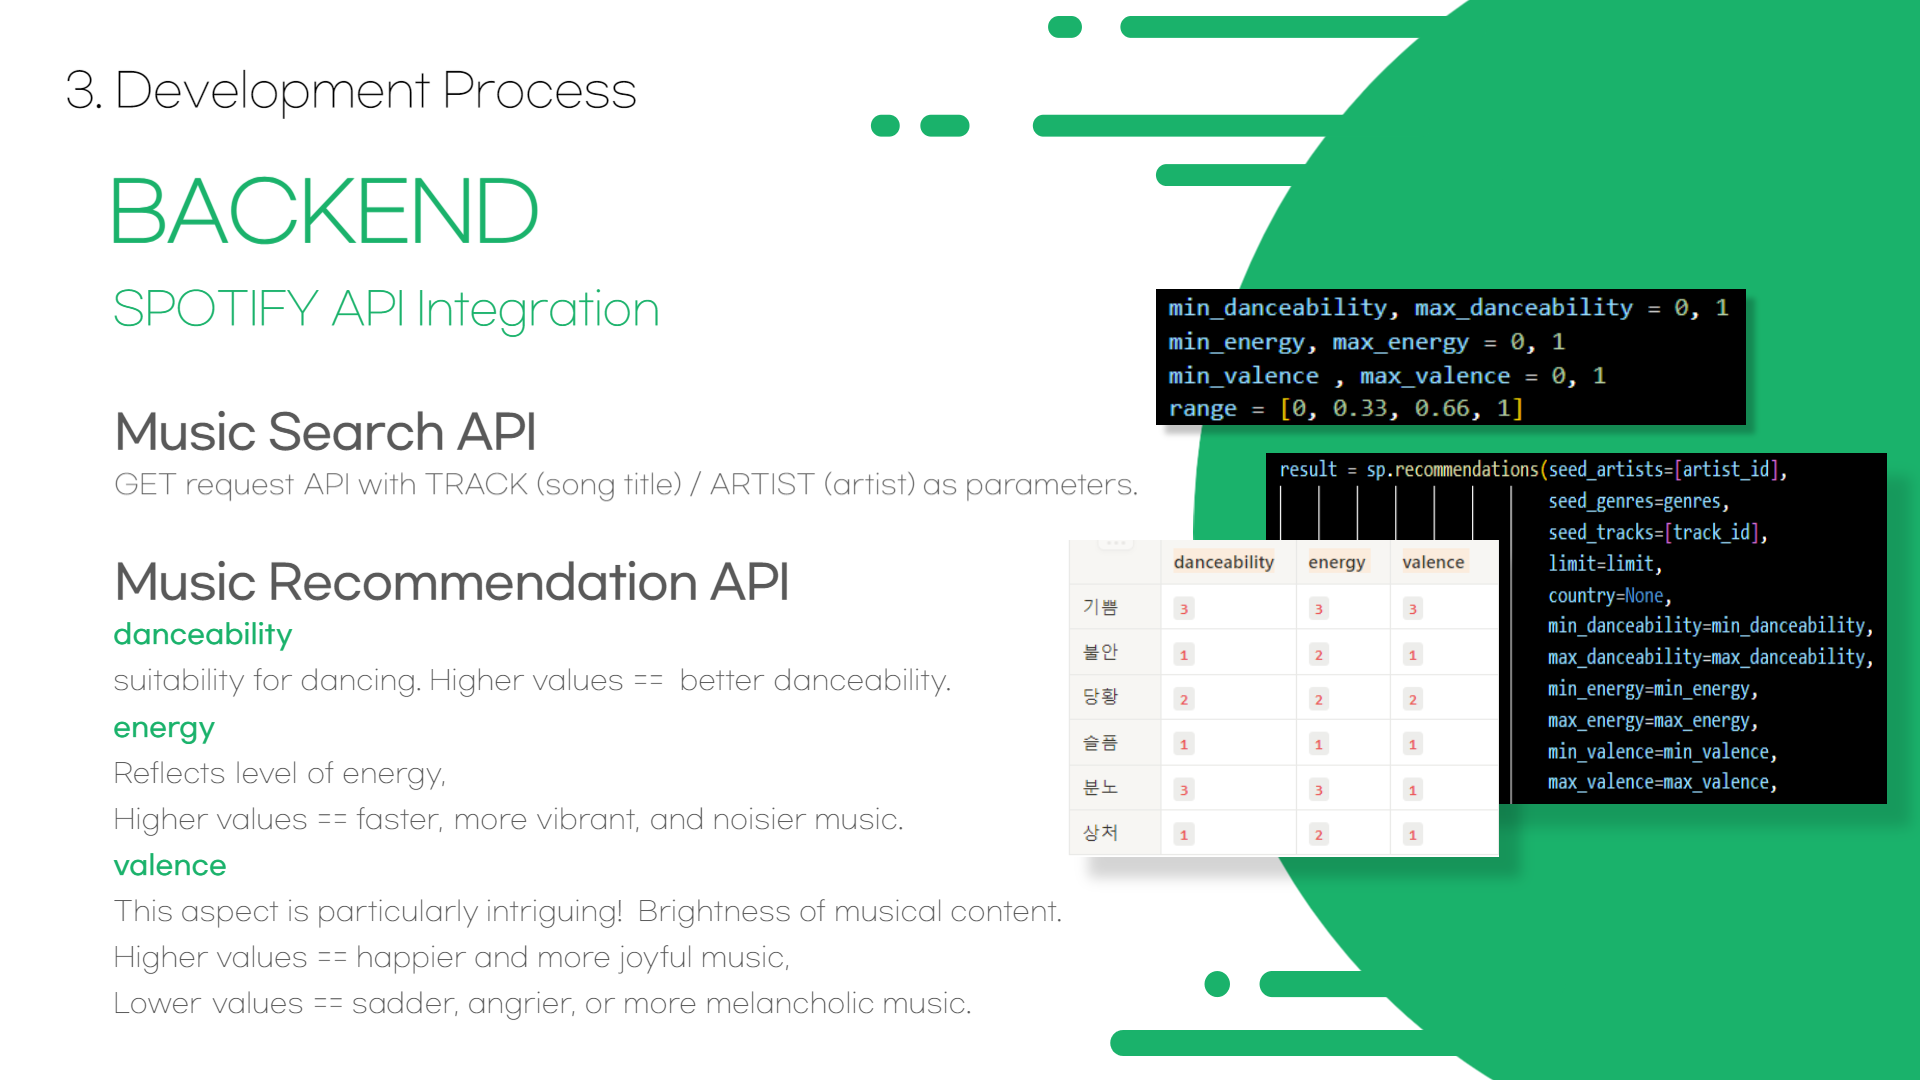 3. Development Process
BACKEND
SPOTIFY API Integration
Music Search API
GET request API with TRACK (song title) / ARTIST (artist) as parameters.
Music Recommendation API
danceability
suitability for dancing. Higher values == better danceability.
energy
Reflects level of energy,
Higher values == faster, more vibrant, and noisier music.
valence
This aspect is particularly intriguing! Brightness of musical content.
Higher values == happier and more joyful music,
Lower values == sadder, angrier, or more melancholic music.
min_danceability, max_danceability = 0, 1
min_energy, max_energy = 0, 1
min_valence , max_valence = 0, 1
range = [0, 0.33, 0.66, 1]
result = sp.recommendations(seed_artists=[artist_id],
seed_genres=genres,
seed_tracks=[track_id],
limit=limit,
country=None,
min_danceability=min_danceability,
max_danceability=max_danceability,
min_energy=min_energy,
max_energy=max_energy,
min_valence=min_valence,
max_valence=max_valence,
danceability energy valence
기쁨 3 3 3
불안 1 2 1
당황 2 2 2
슬픔 1 1 1
분노 3 3 1
상처 1 2 1